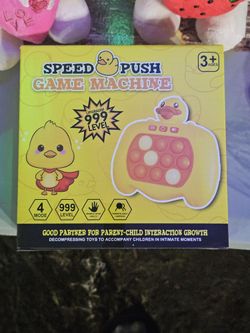 LOVE
SPEED PUSH
3+
GAME MACHINE
999
LEVEL
4
MODE
999
LEVEL
GOOD PARTNER FOR PARENT-CHILD INTERACTION GROWTH
DECOMPRESSING TOYS TO ACCOMPANY CHILDREN IN INTIMATE MOMENTS